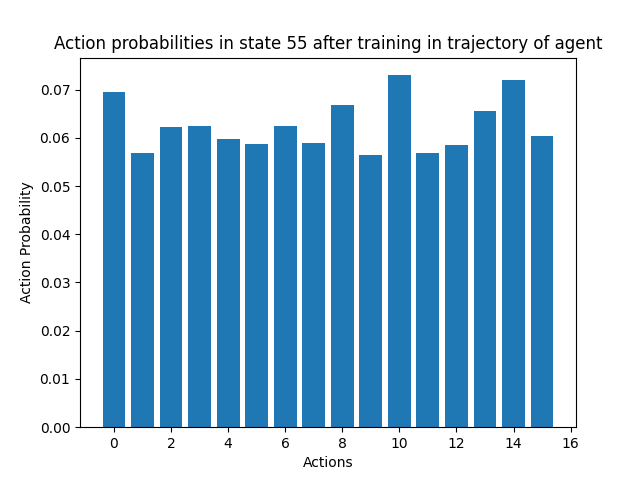 Action probabilities in state 55 after training in trajectory of agent
0.07
0.06
0.05
0.04
0.03
0.02
0.01
0.00
Action Probability
0 2 4 6 8 10 12 14 16
Actions